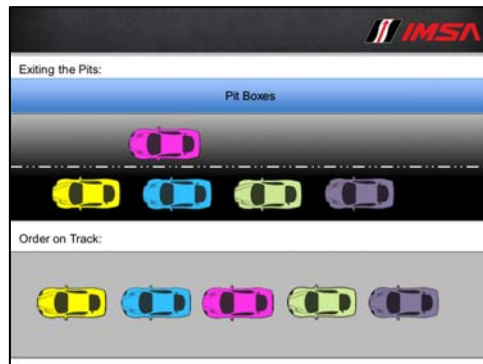 IMSA
Exiting the Pits:
Pit Boxes
Order on Track: